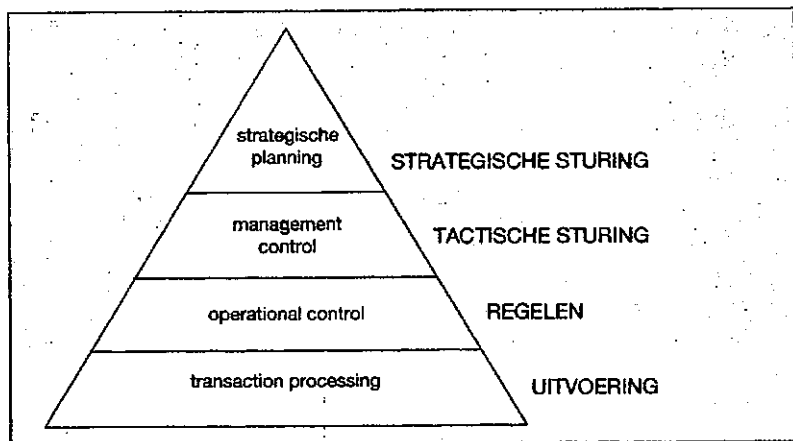 strategische
planning
STRATEGISCHE STURING
management
control
TACTISCHE STURING
operational control
REGELEN
transaction processing
UITVOERING